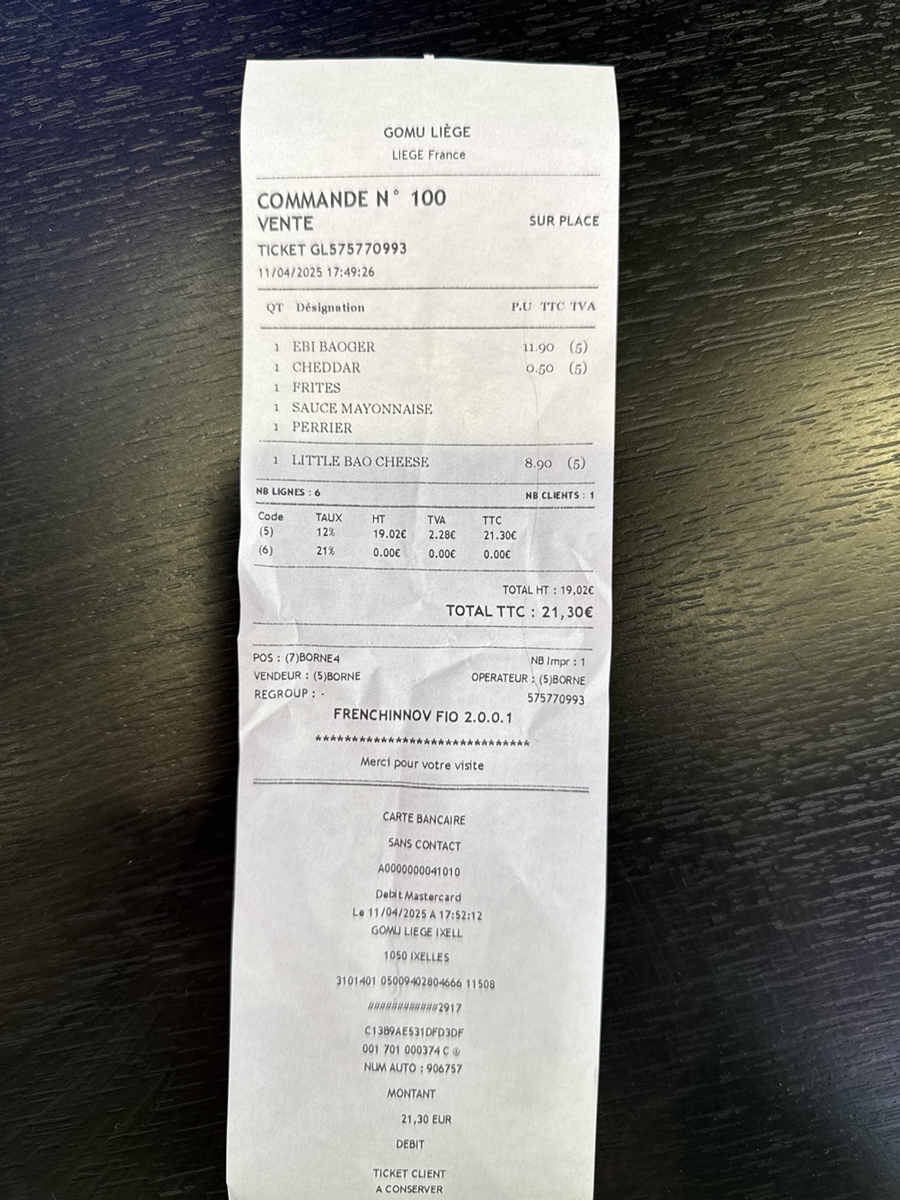 GOMU LIÈGE
LIEGE France
COMMANDE N° 100
VENTE SUR PLACE
TICKET GL575770993
11/04/2025 17:49:26
QT Désignation P.U TTC TVA
1 EBI BAOGER 11.90 (5)
1 CHEDDAR 0.50 (5)
1 FRITES
1 SAUCE MAYONNAISE
1 PERRIER
1 LITTLE BAO CHEESE 8.90 (5)
NB LIGNES : 6 NB CLIENTS : 1
Code TAUX HT TVA TTC
(5) 12% 19.02€ 2.28€ 21.30€
(6) 21% 0.00€ 0.00€ 0.00€
TOTAL HT : 19,02€
TOTAL TTC : 21,30€
POS : (7)BORNE4 NB Impr : 1
VENDEUR : (5)BORNE OPERATEUR : (5)BORNE
REGROUP : - 575770993
FRENCHINNOV FIO 2.0.0.1
*****************************
Merci pour votre visite
CARTE BANCAIRE
SANS CONTACT
A0000000041010
Debit Mastercard
Le 11/04/2025 A 17:52:12
GOMU LIEGE IXELL
1050 IXELLES
3101401 05009402804666 11508
############2917
C13B9AE531DFD3DF
001 701 000374 C
NUM AUTO : 906757
MONTANT
21,30 EUR
DEBIT
TICKET CLIENT
A CONSERVER